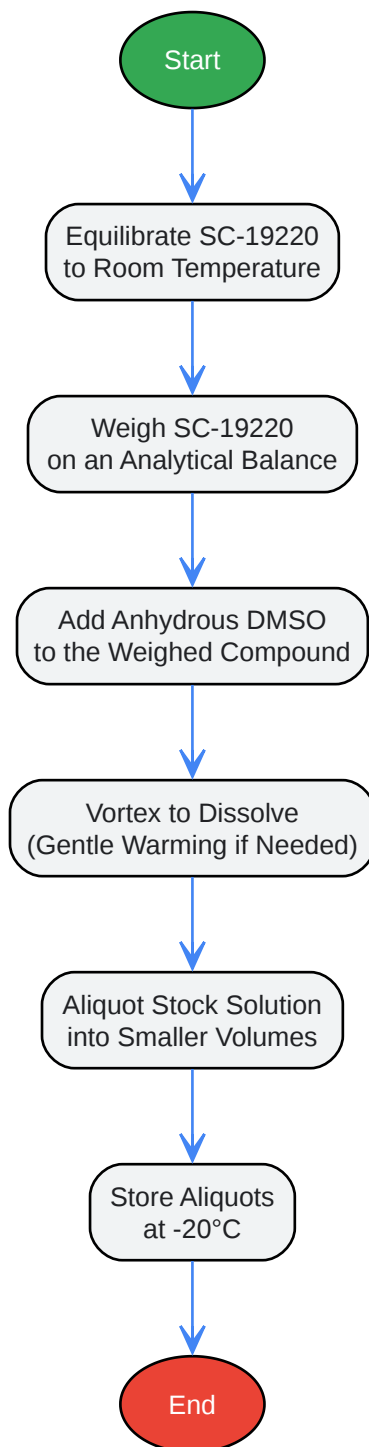 Start
Equilibrate SC-19220
to Room Temperature
Weigh SC-19220
on an Analytical Balance
Add Anhydrous DMSO
to the Weighed Compound
Vortex to Dissolve
(Gentle Warming if Needed)
Aliquot Stock Solution
into Smaller Volumes
Store Aliquots
at -20°C
End